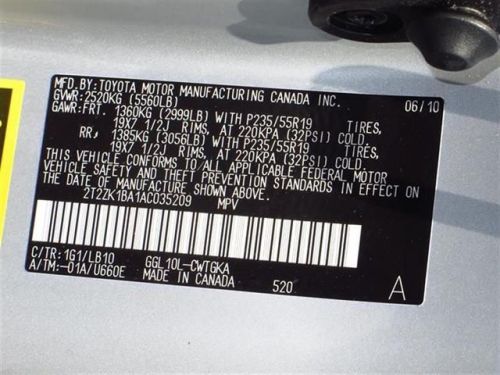 MFD.BY:TOYOTA MOTOR MANUFACTURING CANADA INC. 06/10
GVWR:2520KG (5560LB)
GAWR:FRT. 1360KG (2999LB) WITH P235/55R19 TIRES,
19X7 1/2J RIMS, AT 220KPA (32PSI) COLD.
RR. 1385KG (3056LB) WITH P235/55R19 TIRES,
19X7 1/2J RIMS, AT 220KPA (32PSI) COLD.
THIS VEHICLE CONFORMS TO ALL APPLICABLE FEDERAL MOTOR
VEHICLE SAFETY AND THEFT PREVENTION STANDARDS IN EFFECT ON
THE DATE OF MANUFACTURE SHOWN ABOVE.
2T2ZK1BA1AC035209 MPV
C/TR:1G1/LB10 GGL10L-CWTGKA
A/TM:-01A/U660E MADE IN CANADA 520 A